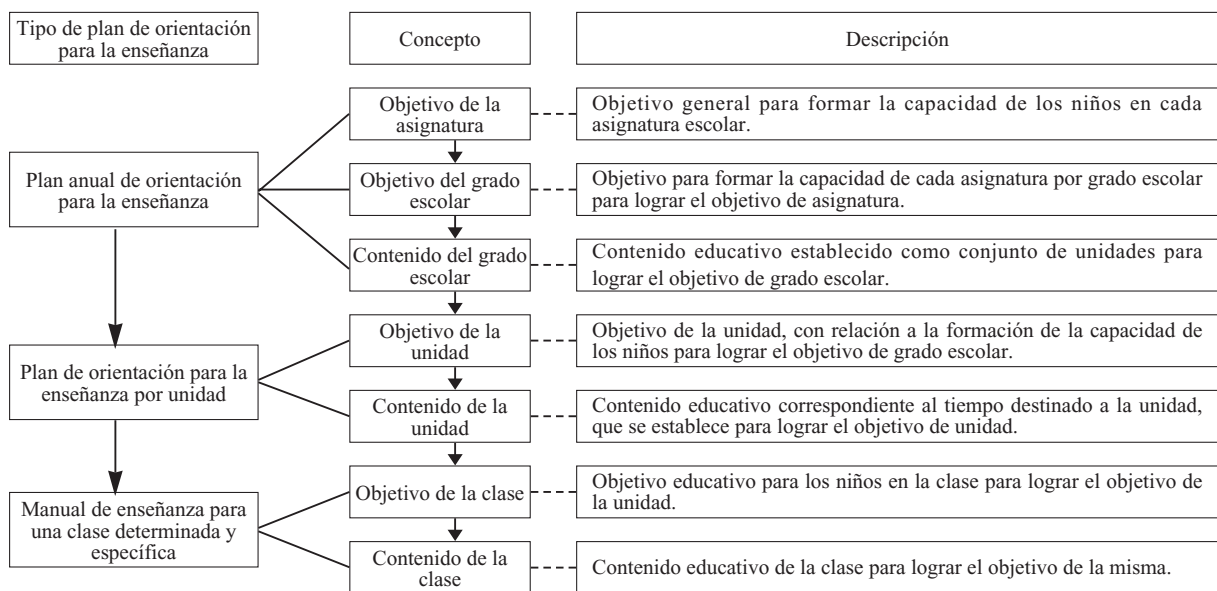 Tipo de plan de orientación
para la enseñanza
Concepto
Descripción
Objetivo de la
asignatura
Objetivo general para formar la capacidad de los niños en cada
asignatura escolar.
Plan anual de orientación
para la enseñanza
Objetivo del grado
escolar
Objetivo para formar la capacidad de cada asignatura por grado escolar
para lograr el objetivo de asignatura.
Contenido del grado
escolar
Contenido educativo establecido como conjunto de unidades para
lograr el objetivo de grado escolar.
Plan de orientación para la
enseñanza por unidad
Objetivo de la
unidad
Objetivo de la unidad, con relación a la formación de la capacidad de
los niños para lograr el objetivo de grado escolar.
Contenido de la
unidad
Contenido educativo correspondiente al tiempo destinado a la unidad,
que se establece para lograr el objetivo de unidad.
Manual de enseñanza para
una clase determinada y
específica
Objetivo de la clase
Objetivo educativo para los niños en la clase para lograr el objetivo de
la unidad.
Contenido de la
clase
Contenido educativo de la clase para lograr el objetivo de la misma.